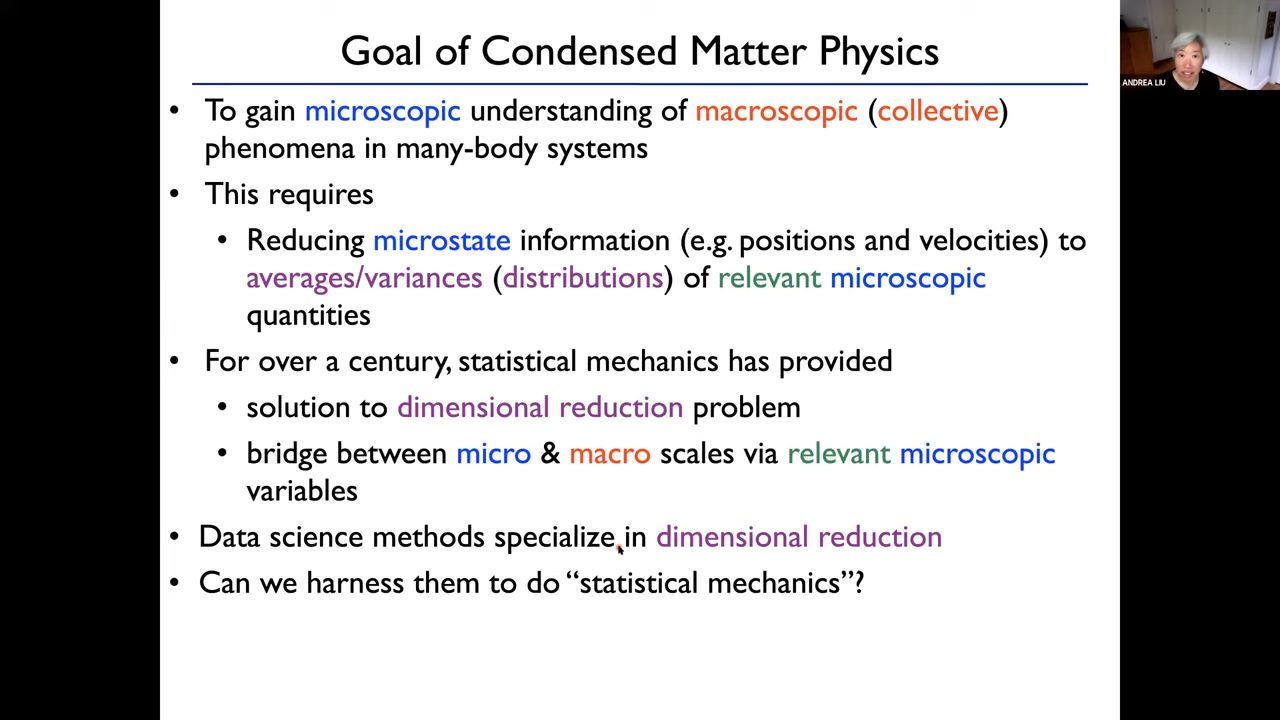 Goal of Condensed Matter Physics
ANDREA LIU
• To gain microscopic understanding of macroscopic (collective)
phenomena in many-body systems
• This requires
• Reducing microstate information (e.g. positions and velocities) to
averages/variances (distributions) of relevant microscopic
quantities
• For over a century, statistical mechanics has provided
• solution to dimensional reduction problem
• bridge between micro & macro scales via relevant microscopic
variables
• Data science methods specialize in dimensional reduction
• Can we harness them to do “statistical mechanics”?